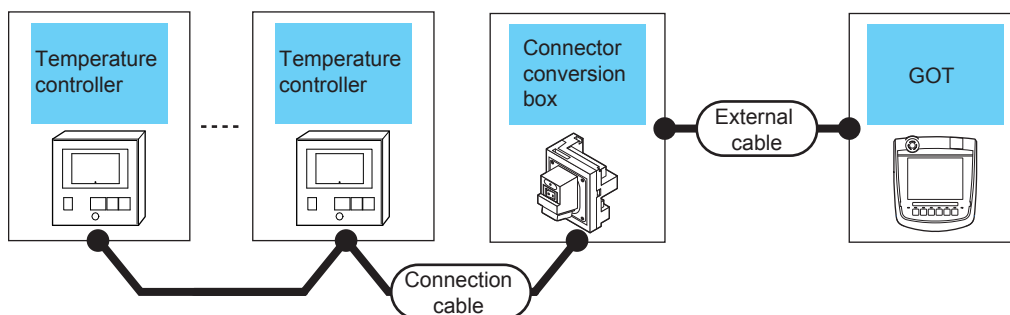 Temperature
controller
Temperature
controller
Connector
conversion
box
GOT
External
cable
Connection
cable